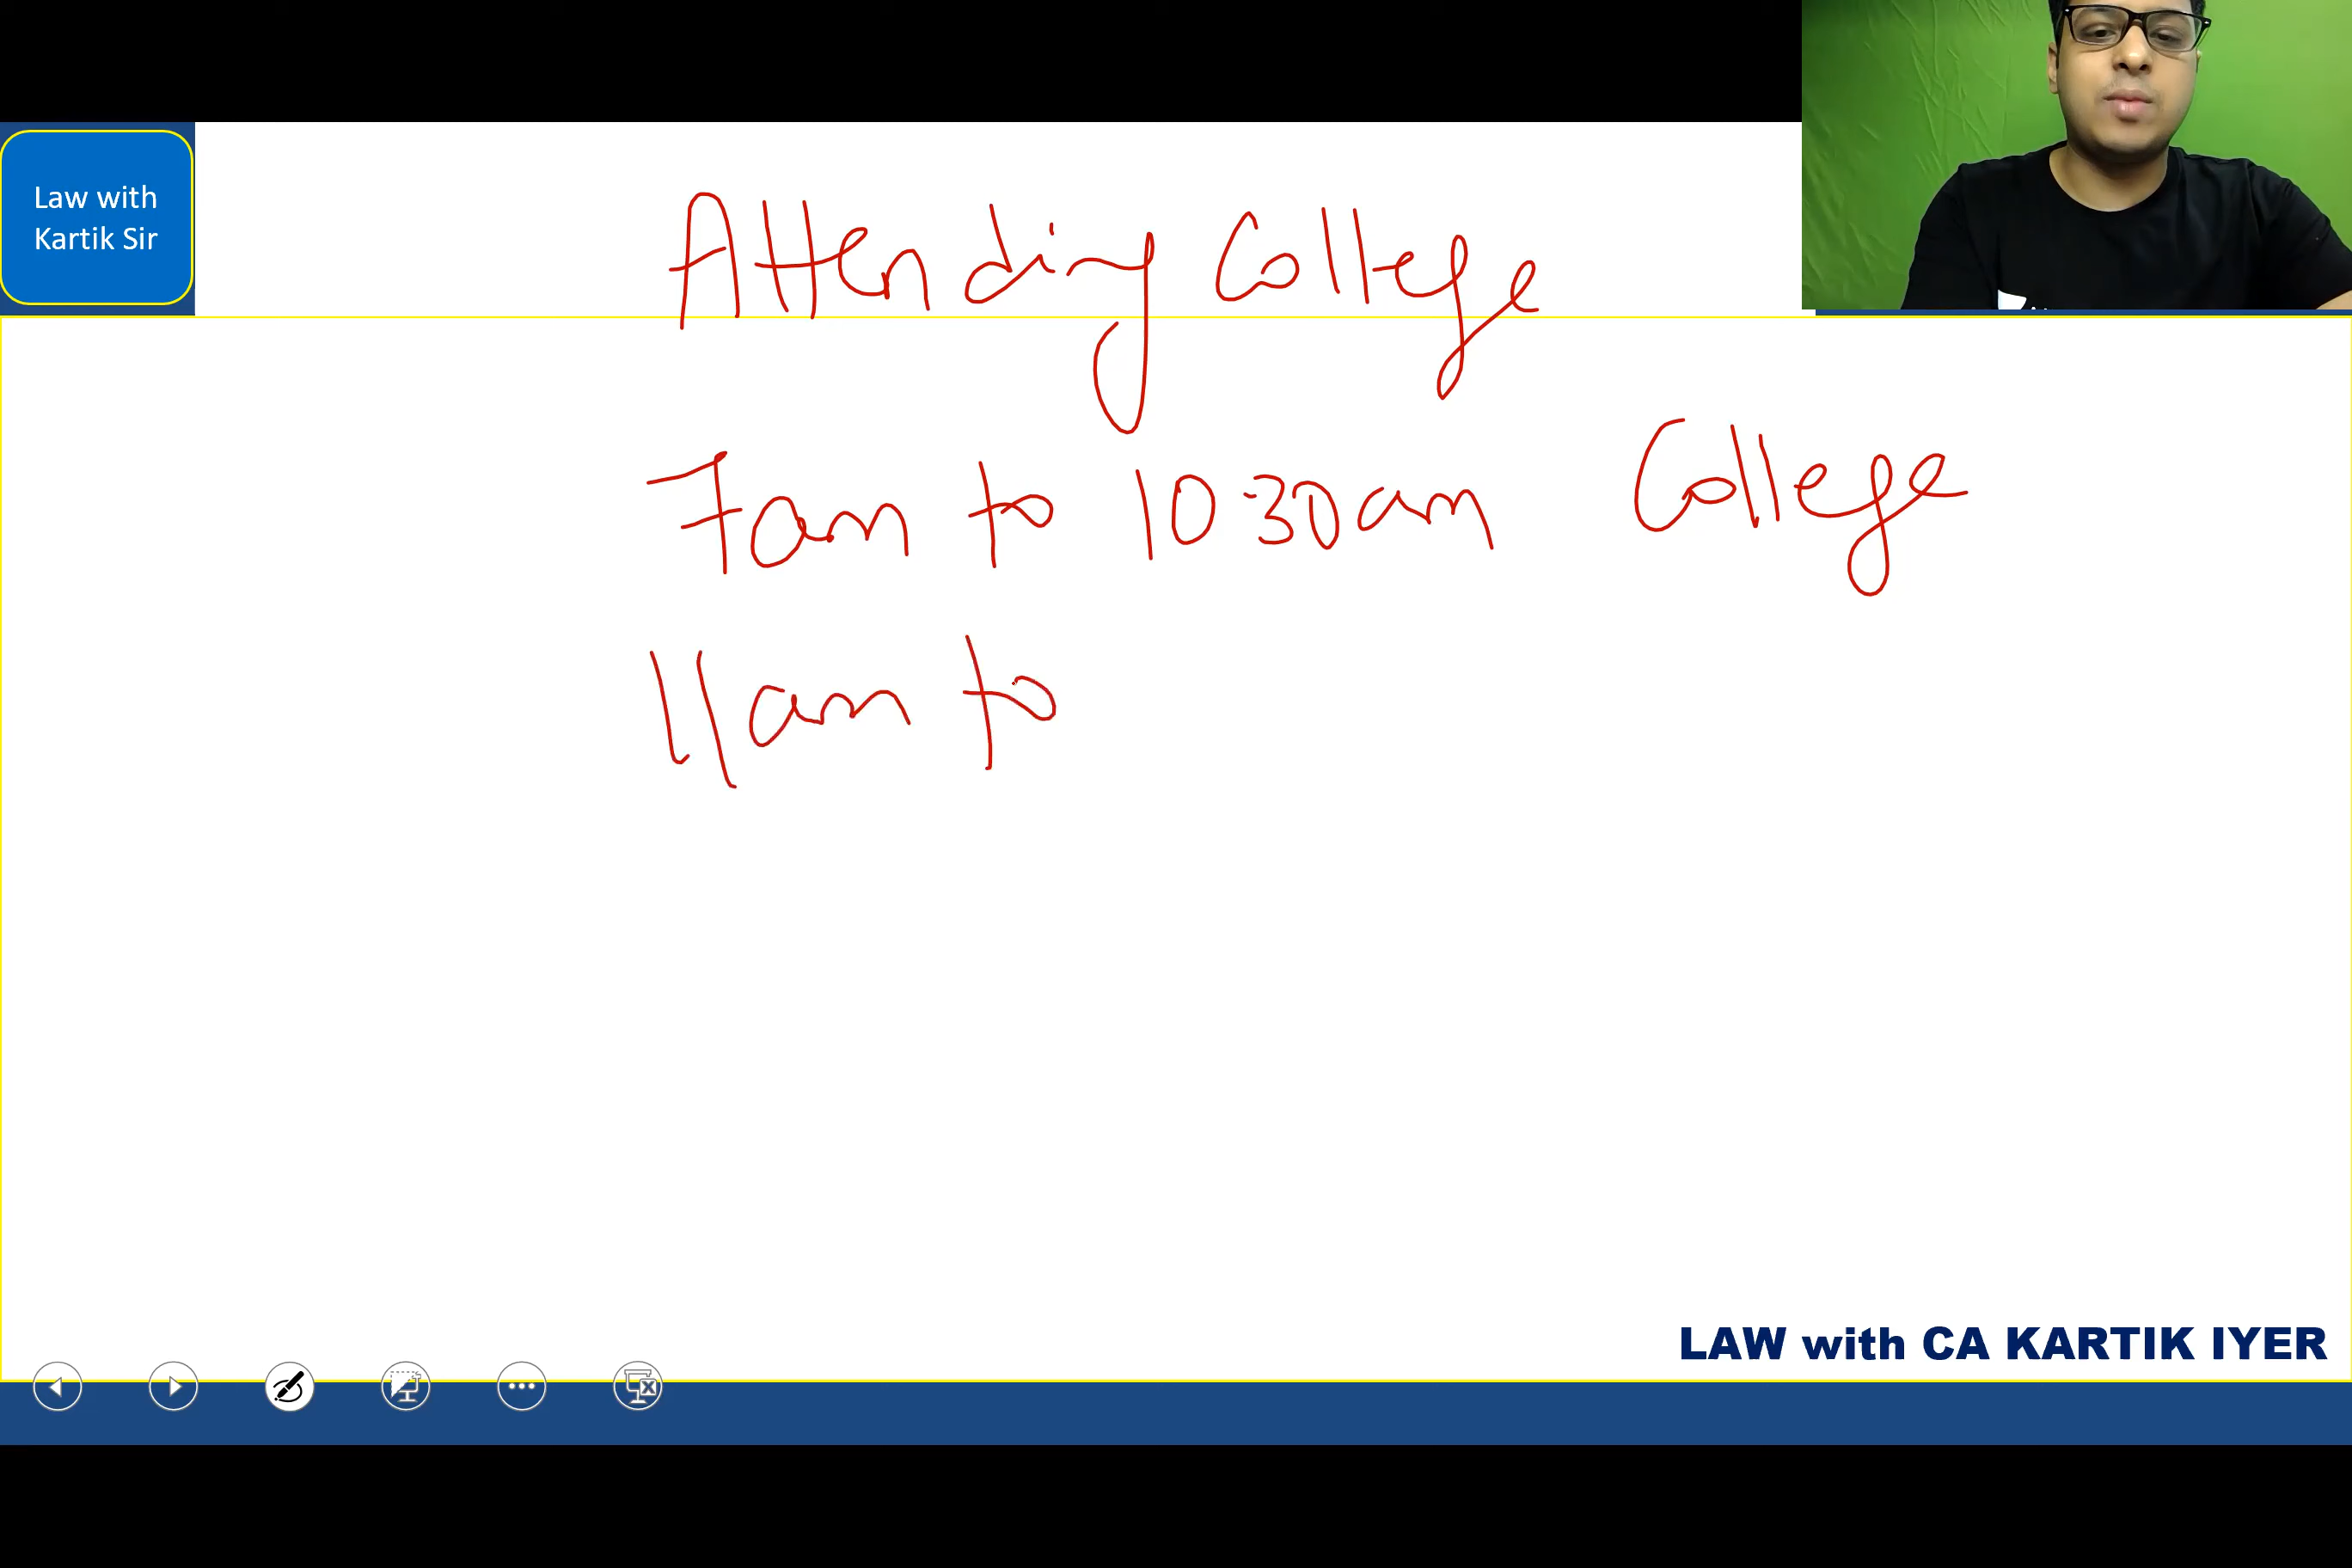 Law with
Kartik Sir
Attending College
7am to 10.30am College
11am to
LAW with CA KARTIK IYER